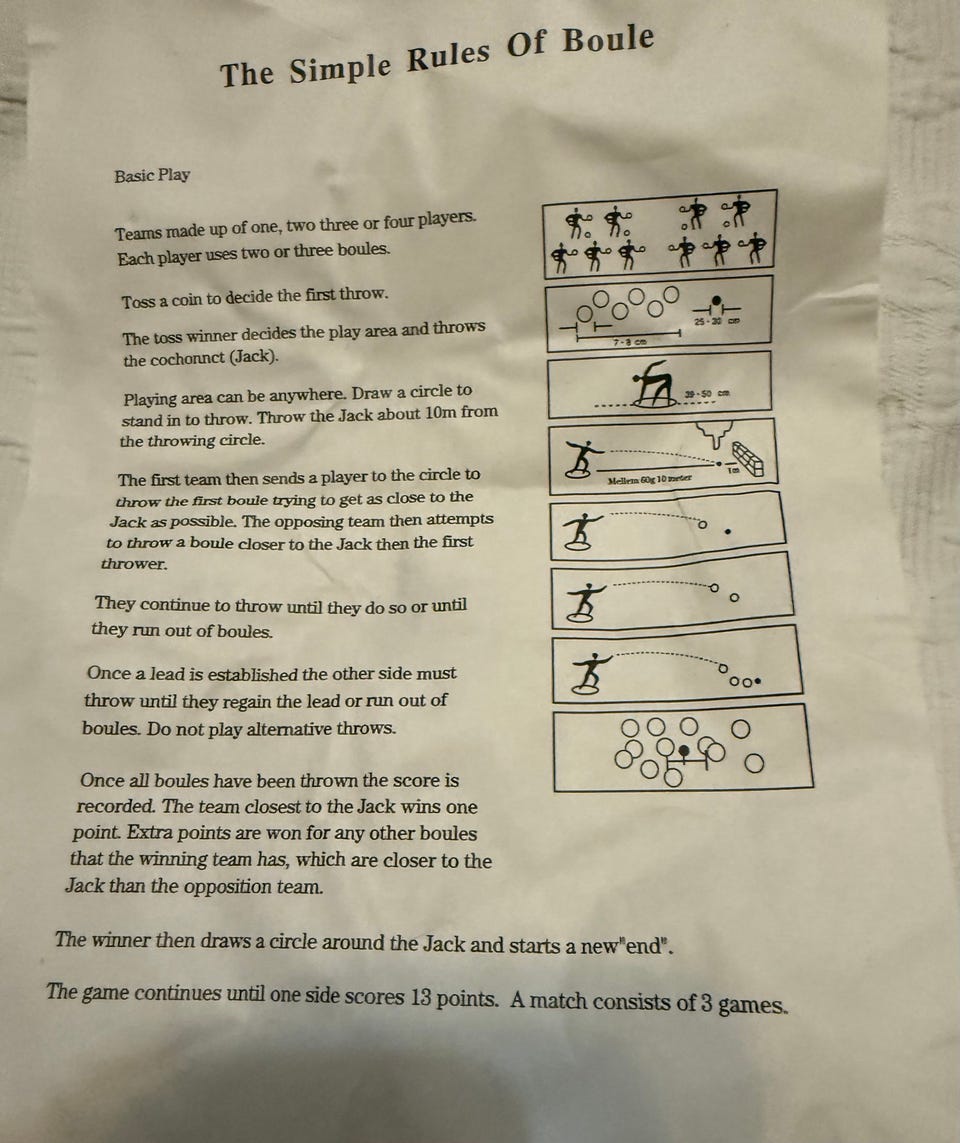 The Simple Rules Of Boule
Basic Play
Teams made up of one, two three or four players.
Each player uses two or three boules.
Toss a coin to decide the first throw.
The toss winner decides the play area and throws
the cochonnct (Jack).
Playing area can be anywhere. Draw a circle to
stand in to throw. Throw the Jack about 10m from
the throwing circle.
The first team then sends a player to the circle to
throw the first boule trying to get as close to the
Jack as possible. The opposing team then attempts
to throw a boule closer to the Jack then the first
thrower.
They continue to throw until they do so or until
they run out of boules.
Once a lead is established the other side must
throw until they regain the lead or run out of
boules. Do not play alternative throws.
Once all boules have been thrown the score is
recorded. The team closest to the Jack wins one
point. Extra points are won for any other boules
that the winning team has, which are closer to the
Jack than the opposition team.
The winner then draws a circle around the Jack and starts a new"end".
The game continues until one side scores 13 points. A match consists of 3 games.
25-30 cm
7-8 cm
39-50 cm
1m
Mellem 60g 10 meter